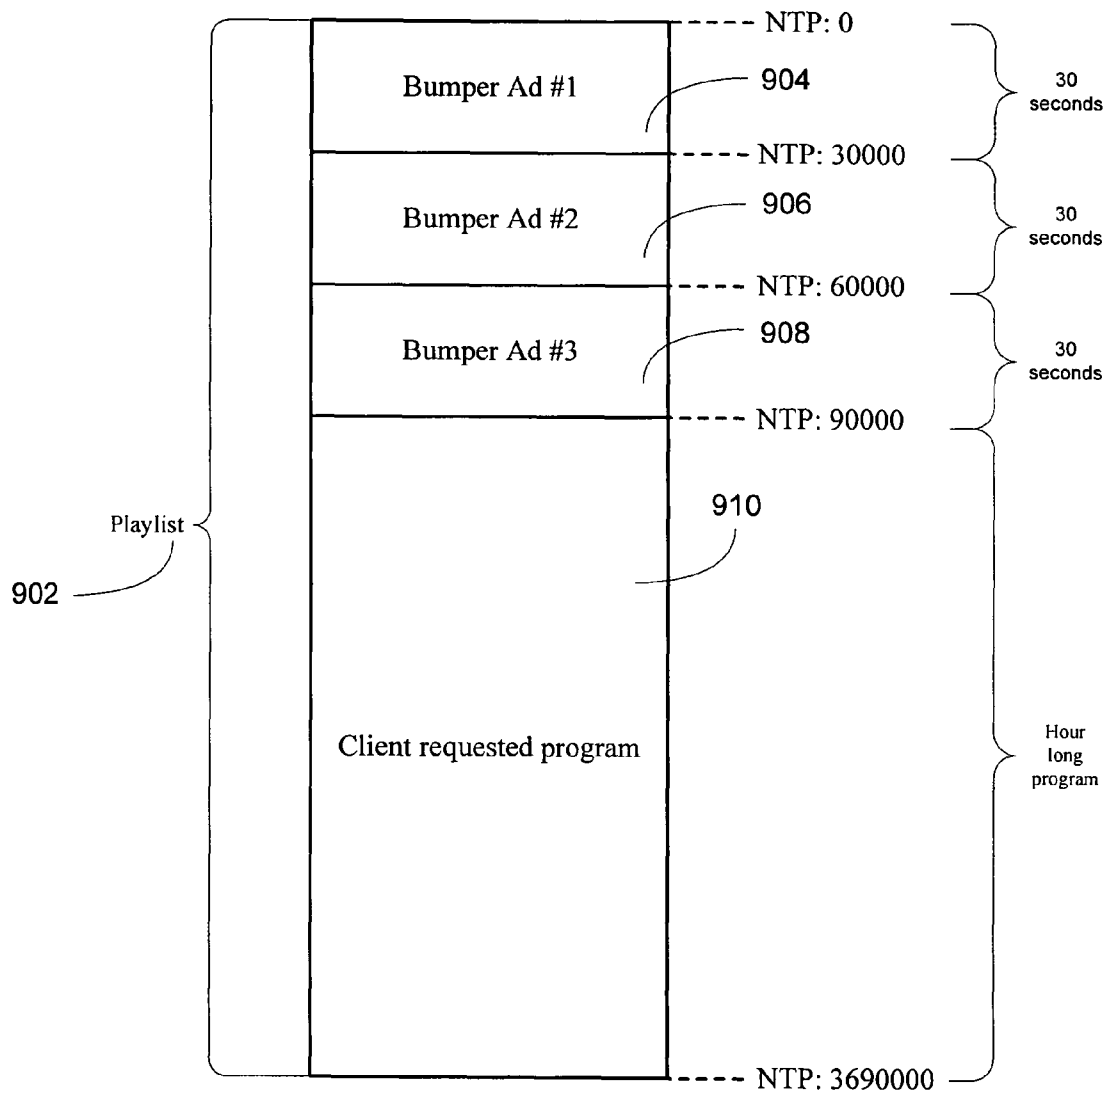 NTP: 0
Bumper Ad #1
904
30
seconds
NTP: 30000
Bumper Ad #2
906
30
seconds
NTP: 60000
Bumper Ad #3
908
30
seconds
NTP: 90000
910
Playlist
902
Client requested program
Hour
long
program
NTP: 3690000